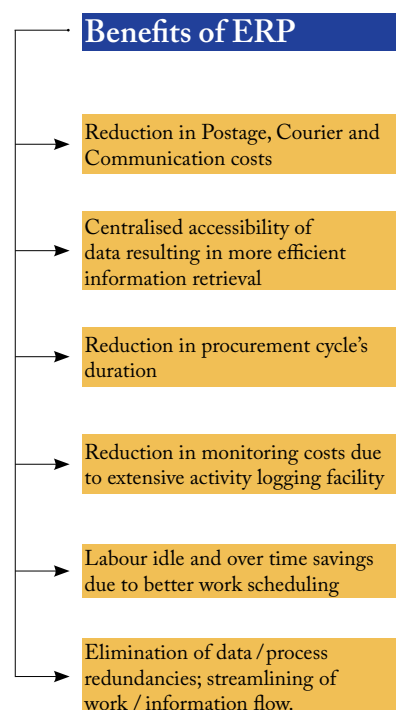 Benefits of ERP
Reduction in Postage, Courier and
Communication costs
Centralised accessibility of
data resulting in more efficient
information retrieval
Reduction in procurement cycle's
duration
Reduction in monitoring costs due
to extensive activity logging facility
Labour idle and over time savings
due to better work scheduling
Elimination of data / process
redundancies; streamlining of
work / information flow.